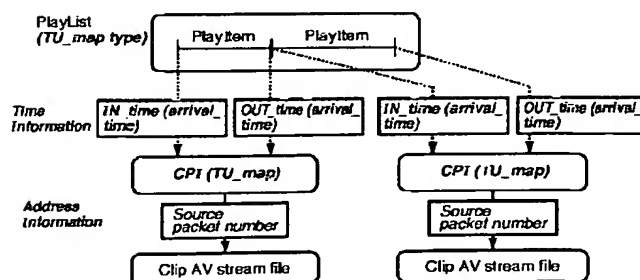 PlayList
(TU_map type)
PlayItem PlayItem
Time Information
IN_time (arrival_
time)
OUT_time (arrival_
time)
IN_time (arrival_
time)
OUT_time (arrival_
time)
CPI (TU_map)
CPI (TU_map)
Address
Information
Source
packet number
Source
packet number
Clip AV stream file
Clip AV stream file